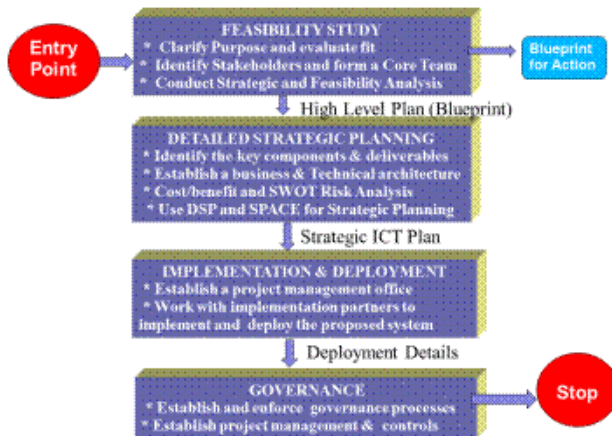 Entry
Point
FEASIBILITY STUDY
* Clarify Purpose and evaluate fit
* Identify Stakeholders and form a Core Team
* Conduct Strategic and Feasibility Analysis
Blueprint
for Action
High Level Plan (Blueprint)
DETAILED STRATEGIC PLANNING
* Identify the key components & deliverables
* Establish a business & Technical architecture
* Cost/benefit and SWOT Risk Analysis
* Use DSP and SPACE for Strategic Planning
Strategic ICT Plan
IMPLEMENTATION & DEPLOYMENT
* Establish a project management office
* Work with implementation partners to
implement and deploy the proposed system
Deployment Details
GOVERNANCE
* Establish and enforce governance processes
* Establish project management & controls
Stop